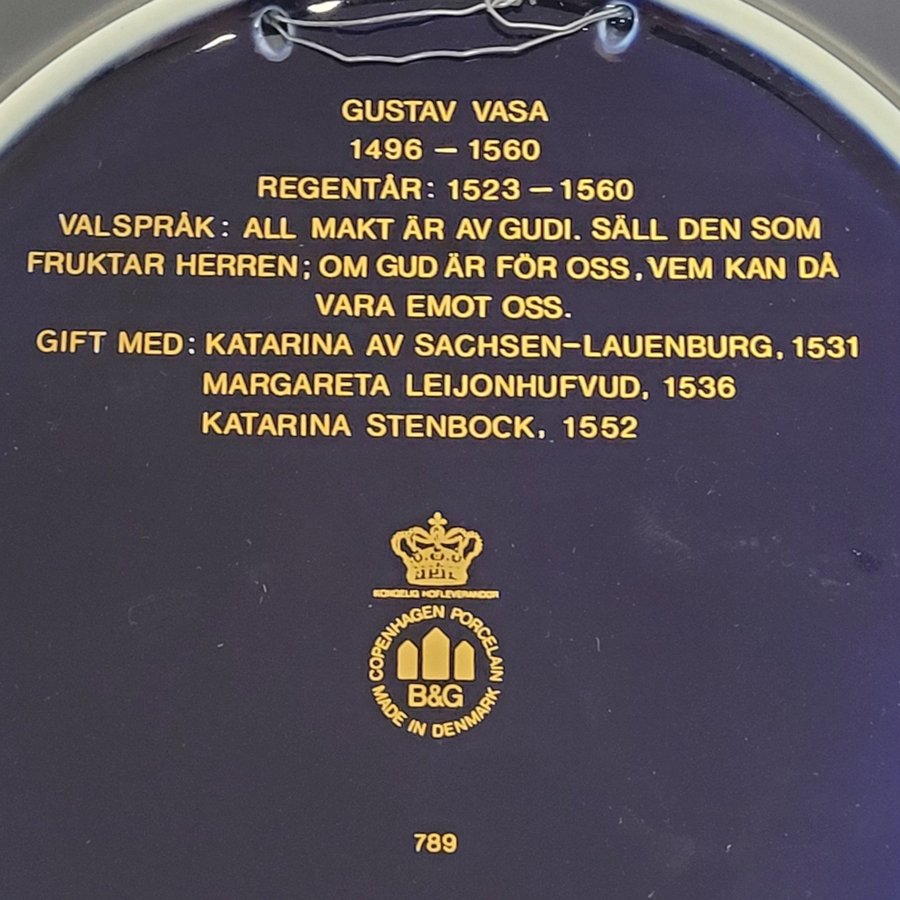 GUSTAV VASA
1496 – 1560
REGENTÅR: 1523 – 1560
VALSPRÅK: ALL MAKT ÄR AV GUDI. SÄLL DEN SOM
FRUKTAR HERREN; OM GUD ÄR FÖR OSS, VEM KAN DÅ
VARA EMOT OSS.
GIFT MED: KATARINA AV SACHSEN–LAUENBURG, 1531
MARGARETA LEIJONHUFVUD, 1536
KATARINA STENBOCK, 1552
KONGELIG HOFLEVERANDØR
COPENHAGEN PORCELAIN
B&G
MADE IN DENMARK
789